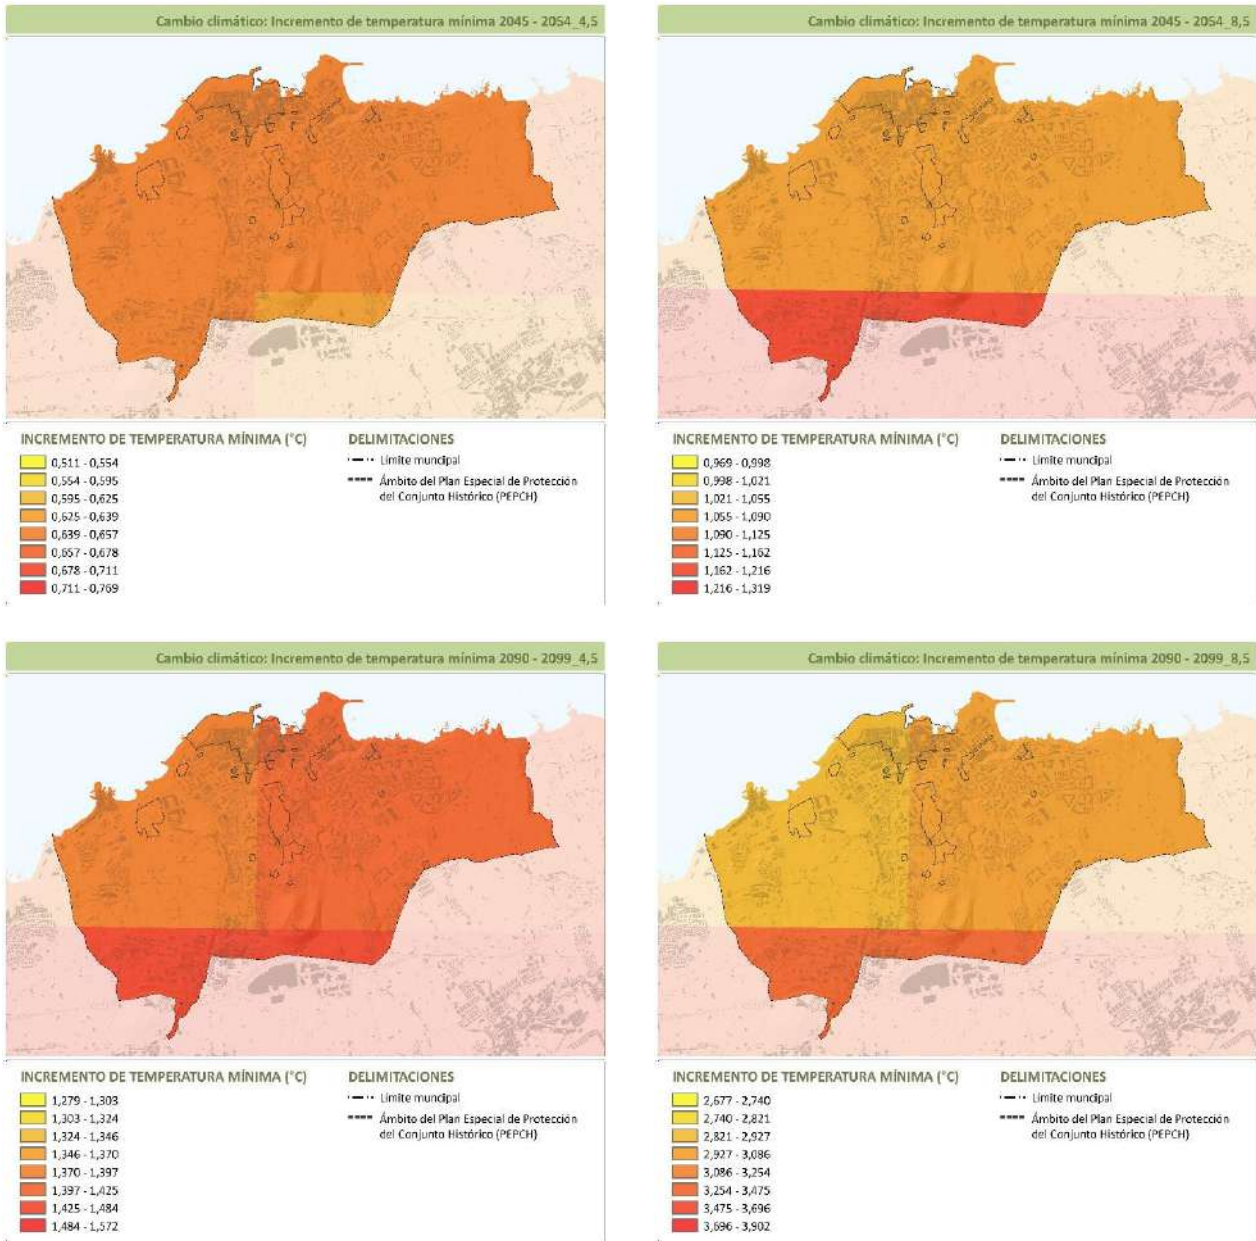 Cambio climático: Incremento de temperatura mínima 2045 - 2054_4,5
INCREMENTO DE TEMPERATURA MÍNIMA (°C)
0,511 - 0,554
0,554 - 0,595
0,595 - 0,625
0,625 - 0,639
0,639 - 0,657
0,657 - 0,678
0,678 - 0,711
0,711 - 0,769
DELIMITACIONES
Límite muncipal
Ámbito del Plan Especial de Protección
del Conjunto Histórico (PEPCH)
Cambio climático: Incremento de temperatura mínima 2045 - 2054_8,5
INCREMENTO DE TEMPERATURA MÍNIMA (°C)
0,969 - 0,998
0,998 - 1,021
1,021 - 1,055
1,055 - 1,090
1,090 - 1,125
1,125 - 1,162
1,162 - 1,216
1,216 - 1,319
DELIMITACIONES
Límite muncipal
Ámbito del Plan Especial de Protección
del Conjunto Histórico (PEPCH)
Cambio climático: Incremento de temperatura mínima 2090 - 2099_4,5
INCREMENTO DE TEMPERATURA MÍNIMA (°C)
1,279 - 1,303
1,303 - 1,324
1,324 - 1,346
1,346 - 1,370
1,370 - 1,397
1,397 - 1,425
1,425 - 1,484
1,484 - 1,572
DELIMITACIONES
Límite muncipal
Ámbito del Plan Especial de Protección
del Conjunto Histórico (PEPCH)
Cambio climático: Incremento de temperatura mínima 2090 - 2099_8,5
INCREMENTO DE TEMPERATURA MÍNIMA (°C)
2,677 - 2,740
2,740 - 2,821
2,821 - 2,927
2,927 - 3,086
3,086 - 3,254
3,254 - 3,475
3,475 - 3,696
3,696 - 3,902
DELIMITACIONES
Límite muncipal
Ámbito del Plan Especial de Protección
del Conjunto Histórico (PEPCH)